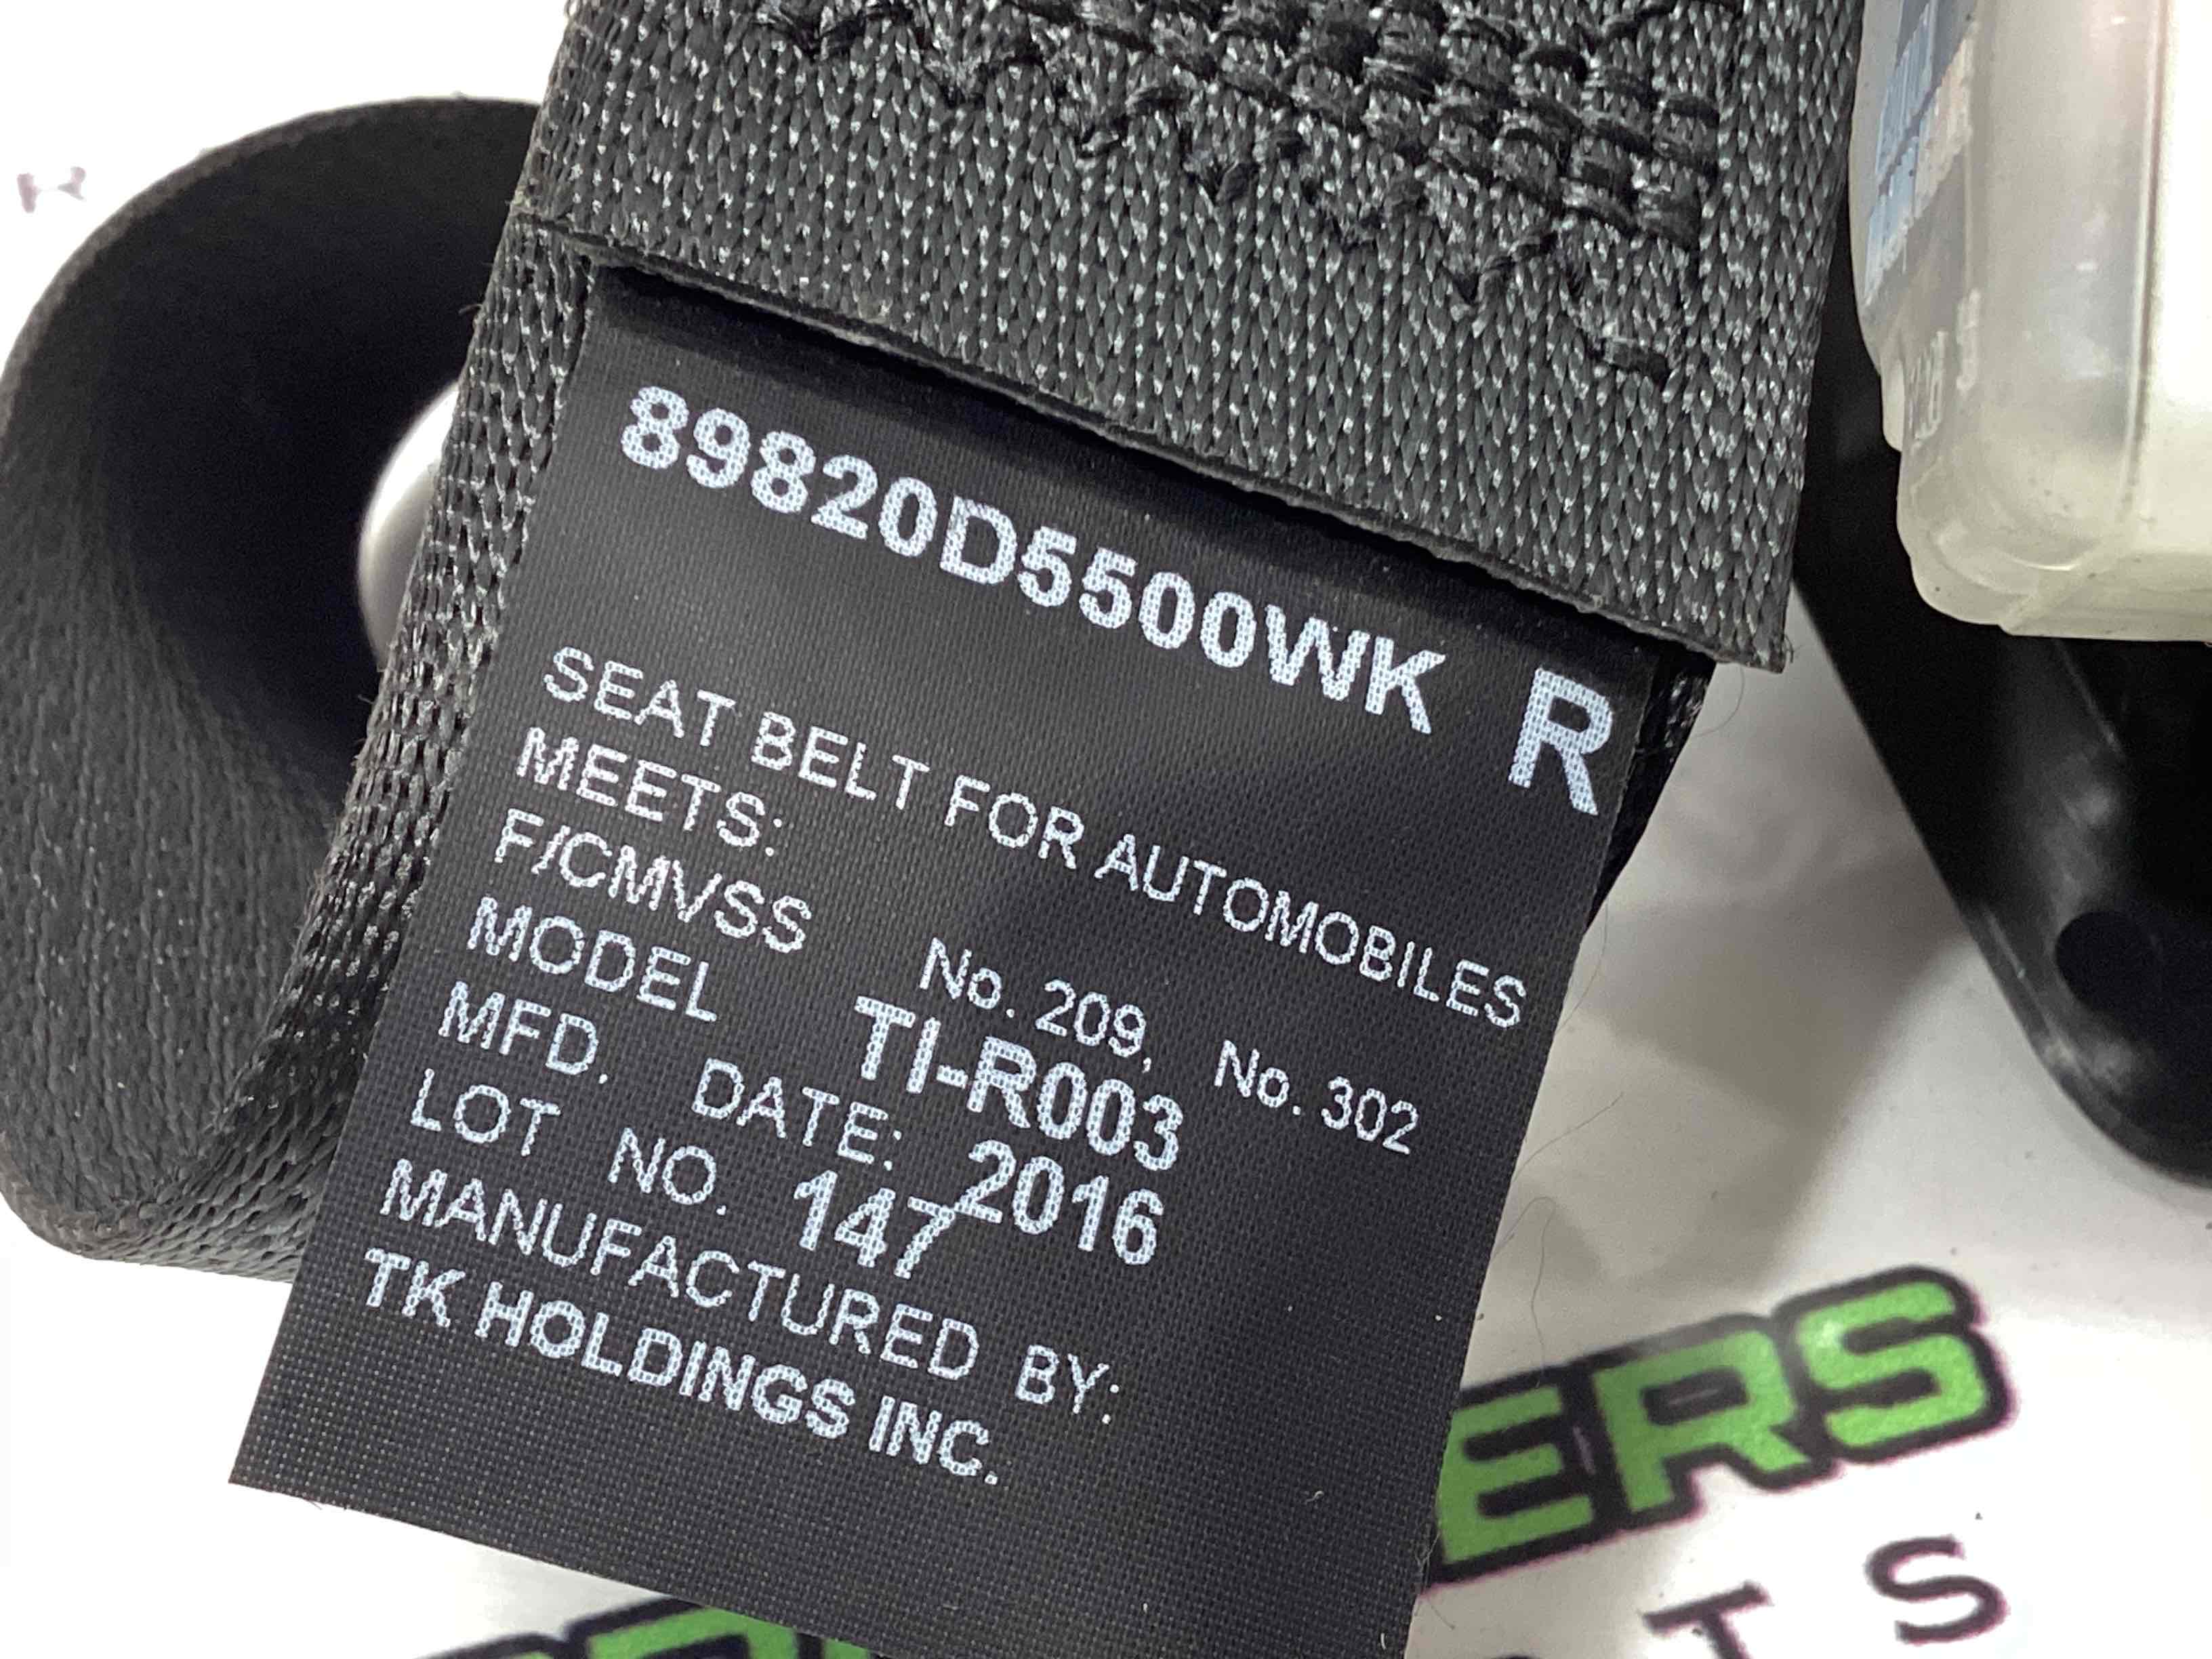 89820D5500WK R
SEAT BELT FOR AUTOMOBILES
MEETS:
F/CMVSS No. 209, No. 302
MODEL TI-R003
MFD. DATE: 2016
LOT NO. 147
MANUFACTURED BY:
TK HOLDINGS INC.
ERS
TS